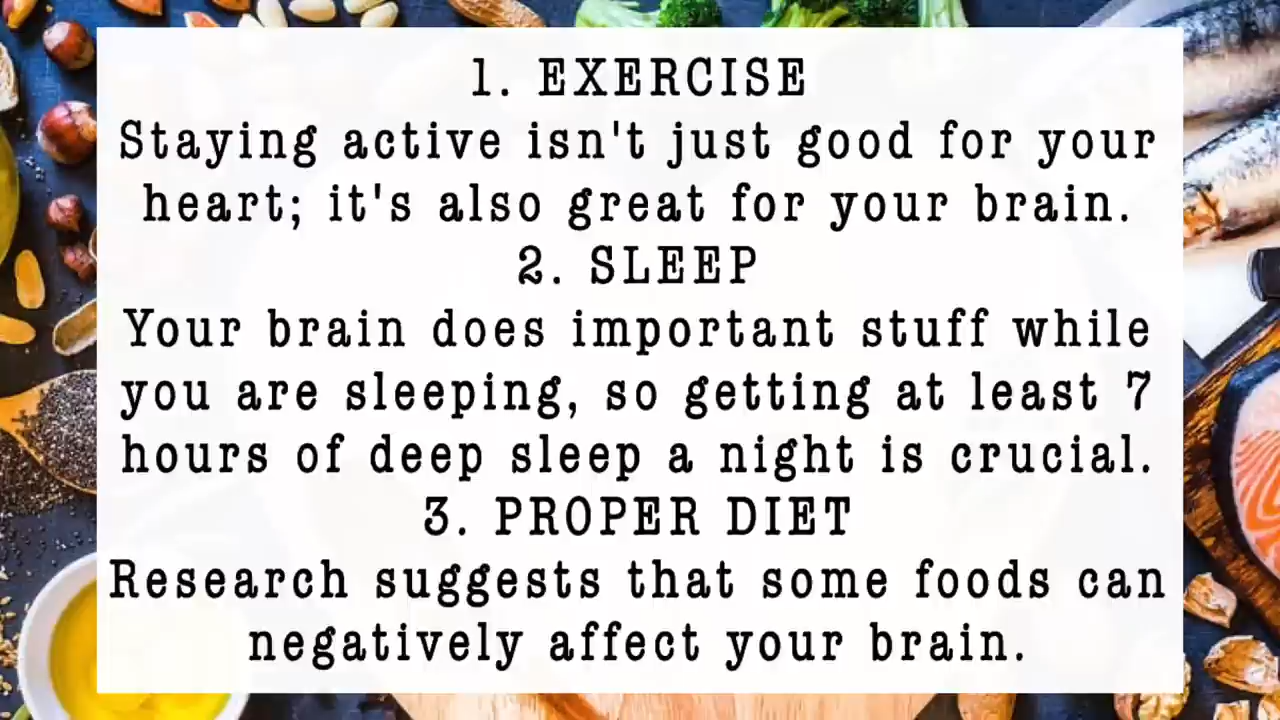 1. EXERCISE
Staying active isn't just good for your
heart; it's also great for your brain.
2. SLEEP
Your brain does important stuff while
you are sleeping, so getting at least 7
hours of deep sleep a night is crucial.
3. PROPER DIET
Research suggests that some foods can
negatively affect your brain.